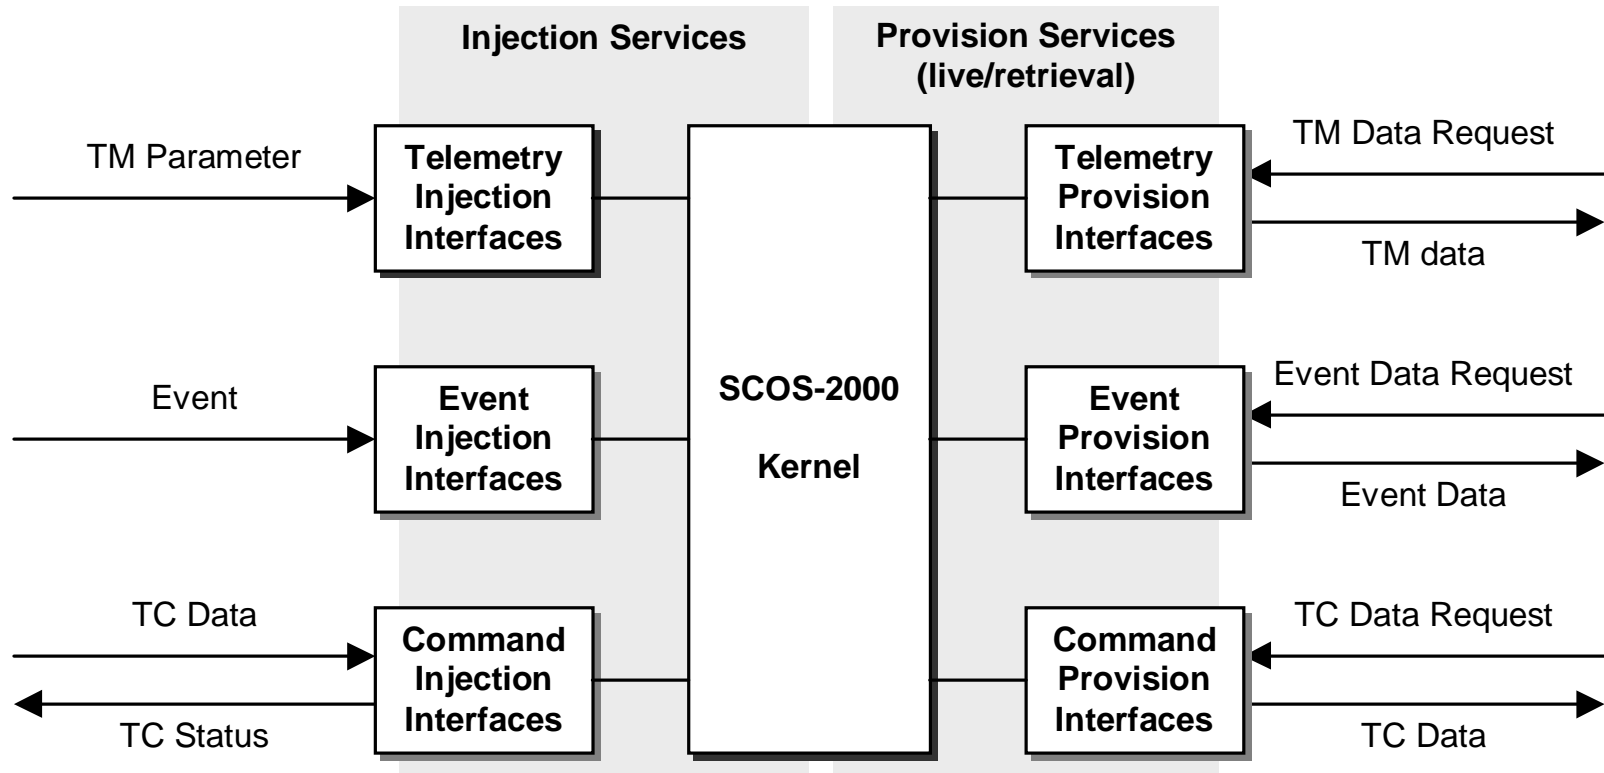 Injection Services
Provision Services
(live/retrieval)
TM Parameter
Telemetry
Injection
Interfaces
Telemetry
Provision
Interfaces
TM Data Request
TM data
Event
Event
Injection
Interfaces
SCOS-2000
Kernel
Event
Provision
Interfaces
Event Data Request
Event Data
TC Data
TC Status
Command
Injection
Interfaces
Command
Provision
Interfaces
TC Data Request
TC Data